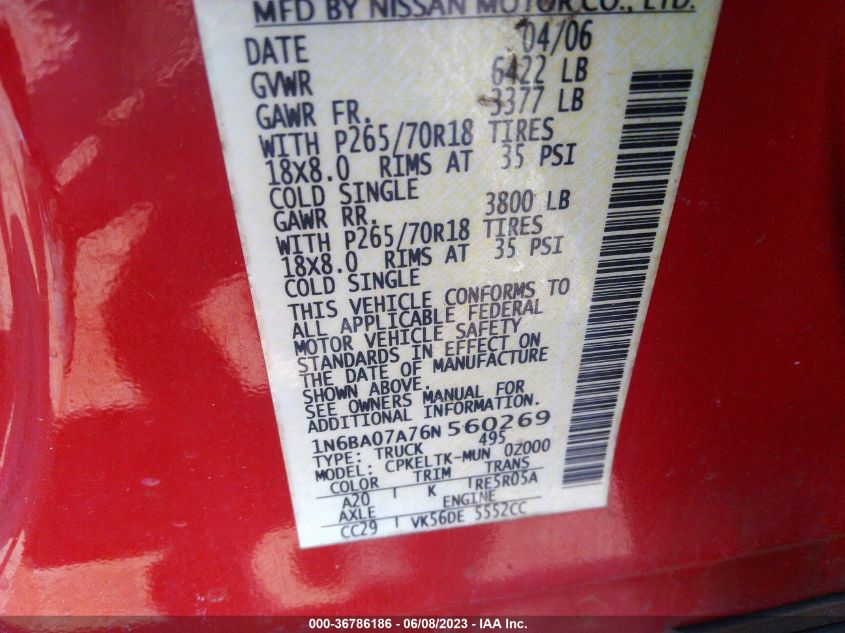 MFD BY NISSAN MOTOR CO., LTD.
DATE 04/06
GVWR 6422 LB
GAWR FR. 3377 LB
WITH P265/70R18 TIRES
18X8.0 RIMS AT 35 PSI
COLD SINGLE
GAWR RR. 3800 LB
WITH P265/70R18 TIRES
18X8.0 RIMS AT 35 PSI
COLD SINGLE
THIS VEHICLE CONFORMS TO
ALL APPLICABLE FEDERAL
MOTOR VEHICLE SAFETY
STANDARDS IN EFFECT ON
THE DATE OF MANUFACTURE
SHOWN ABOVE.
SEE OWNERS MANUAL FOR
ADDITIONAL INFORMATION.
1N6BA07A76N 560269
TYPE: TRUCK 495
MODEL: CPKELTK-MUN 0Z000
COLOR TRIM TRANS
A20 K RE5R05A
AXLE ENGINE
CC29 VK56DE 5552CC
000-36786186 - 06/08/2023 - IAA Inc.